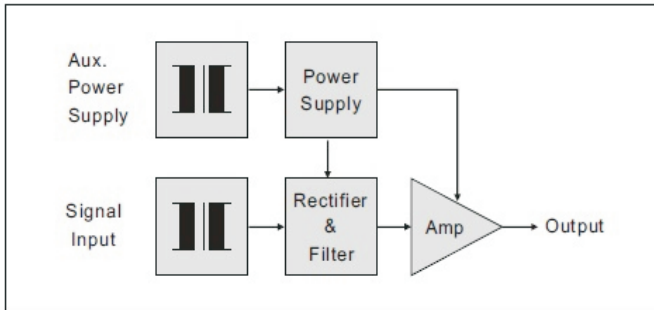 Aux.
Power
Supply
Power
Supply
Signal
Input
Rectifier
&
Filter
Amp
Output